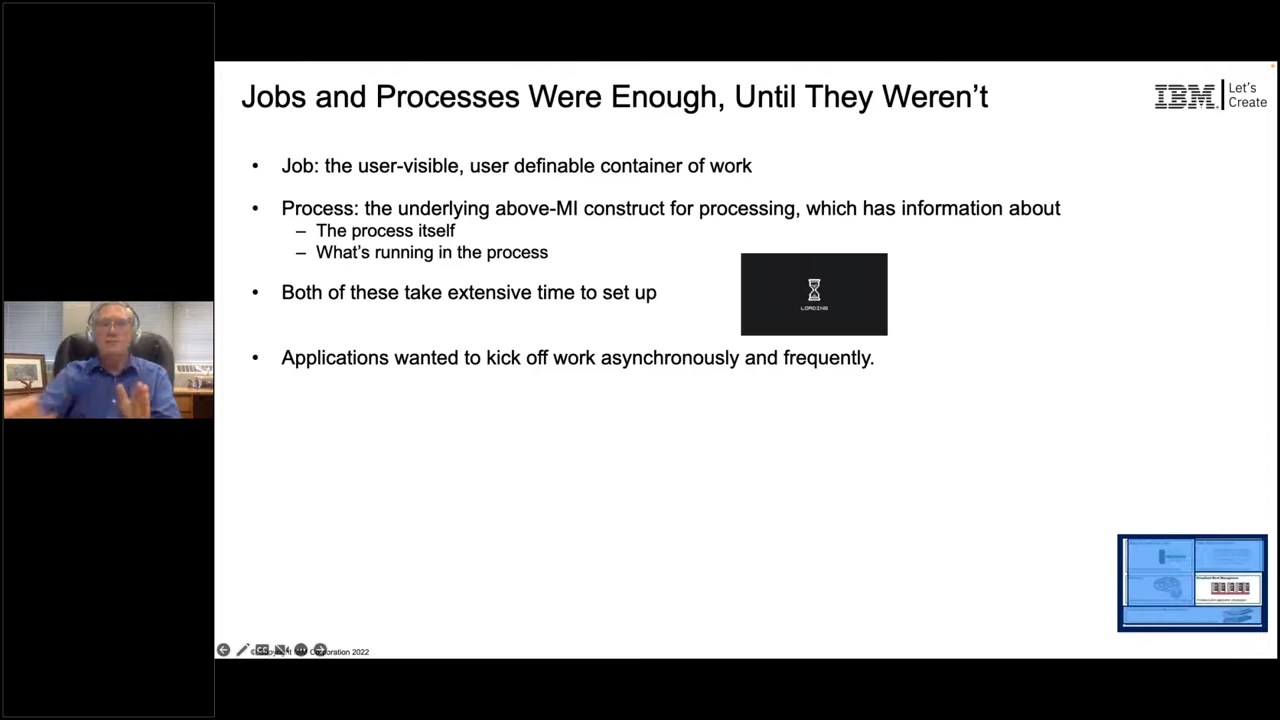 Jobs and Processes Were Enough, Until They Weren't
IBM
Let's
Create
• Job: the user-visible, user definable container of work
• Process: the underlying above-MI construct for processing, which has information about
– The process itself
– What's running in the process
• Both of these take extensive time to set up
LOADING
• Applications wanted to kick off work asynchronously and frequently.
Corporation 2022